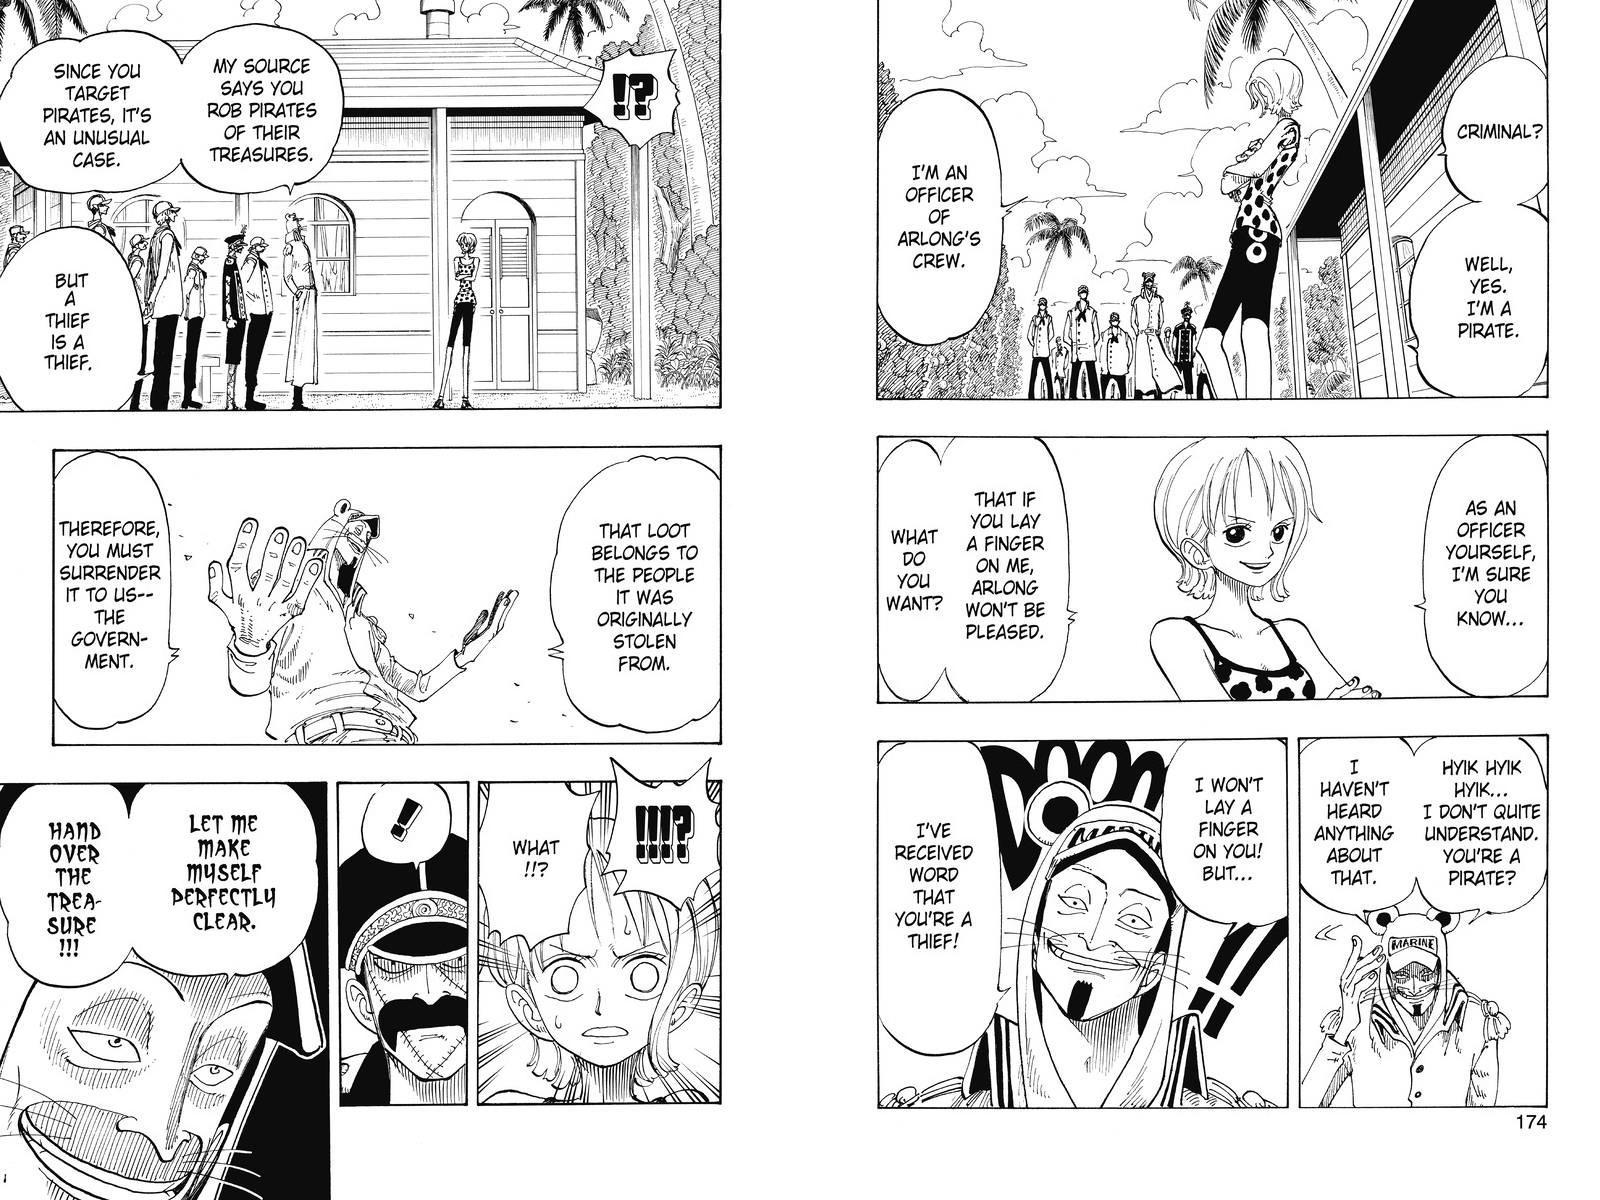 CRIMINAL?
WELL,
YES.
I'M A
PIRATE.
I'M AN
OFFICER
OF
ARLONG'S
CREW.
AS AN
OFFICER
YOURSELF,
I'M SURE
YOU
KNOW...
THAT IF
YOU LAY
A FINGER
ON ME,
ARLONG
WON'T BE
PLEASED.
WHAT
DO
YOU
WANT?
HYIK HYIK
HYIK...
I DON'T QUITE
UNDERSTAND.
YOU'RE A
PIRATE?
I
HAVEN'T
HEARD
ANYTHING
ABOUT
THAT.
MARINE
I WON'T
LAY A
FINGER
ON YOU!
BUT...
I'VE
RECEIVED
WORD
THAT
YOU'RE A
THIEF!
!!
174
!?
MY SOURCE
SAYS YOU
ROB PIRATES
OF THEIR
TREASURES.
SINCE YOU
TARGET
PIRATES, IT'S
AN UNUSUAL
CASE.
BUT
A
THIEF
IS A
THIEF.
THAT LOOT
BELONGS TO
THE PEOPLE
IT WAS
ORIGINALLY
STOLEN
FROM.
THEREFORE,
YOU MUST
SURRENDER
IT TO US--
THE
GOVERN-
MENT.
!!!?
WHAT
!!?
!
LET ME
MAKE
MYSELF
PERFECTLY
CLEAR.
HAND
OVER
THE
TREA-
SURE
!!!